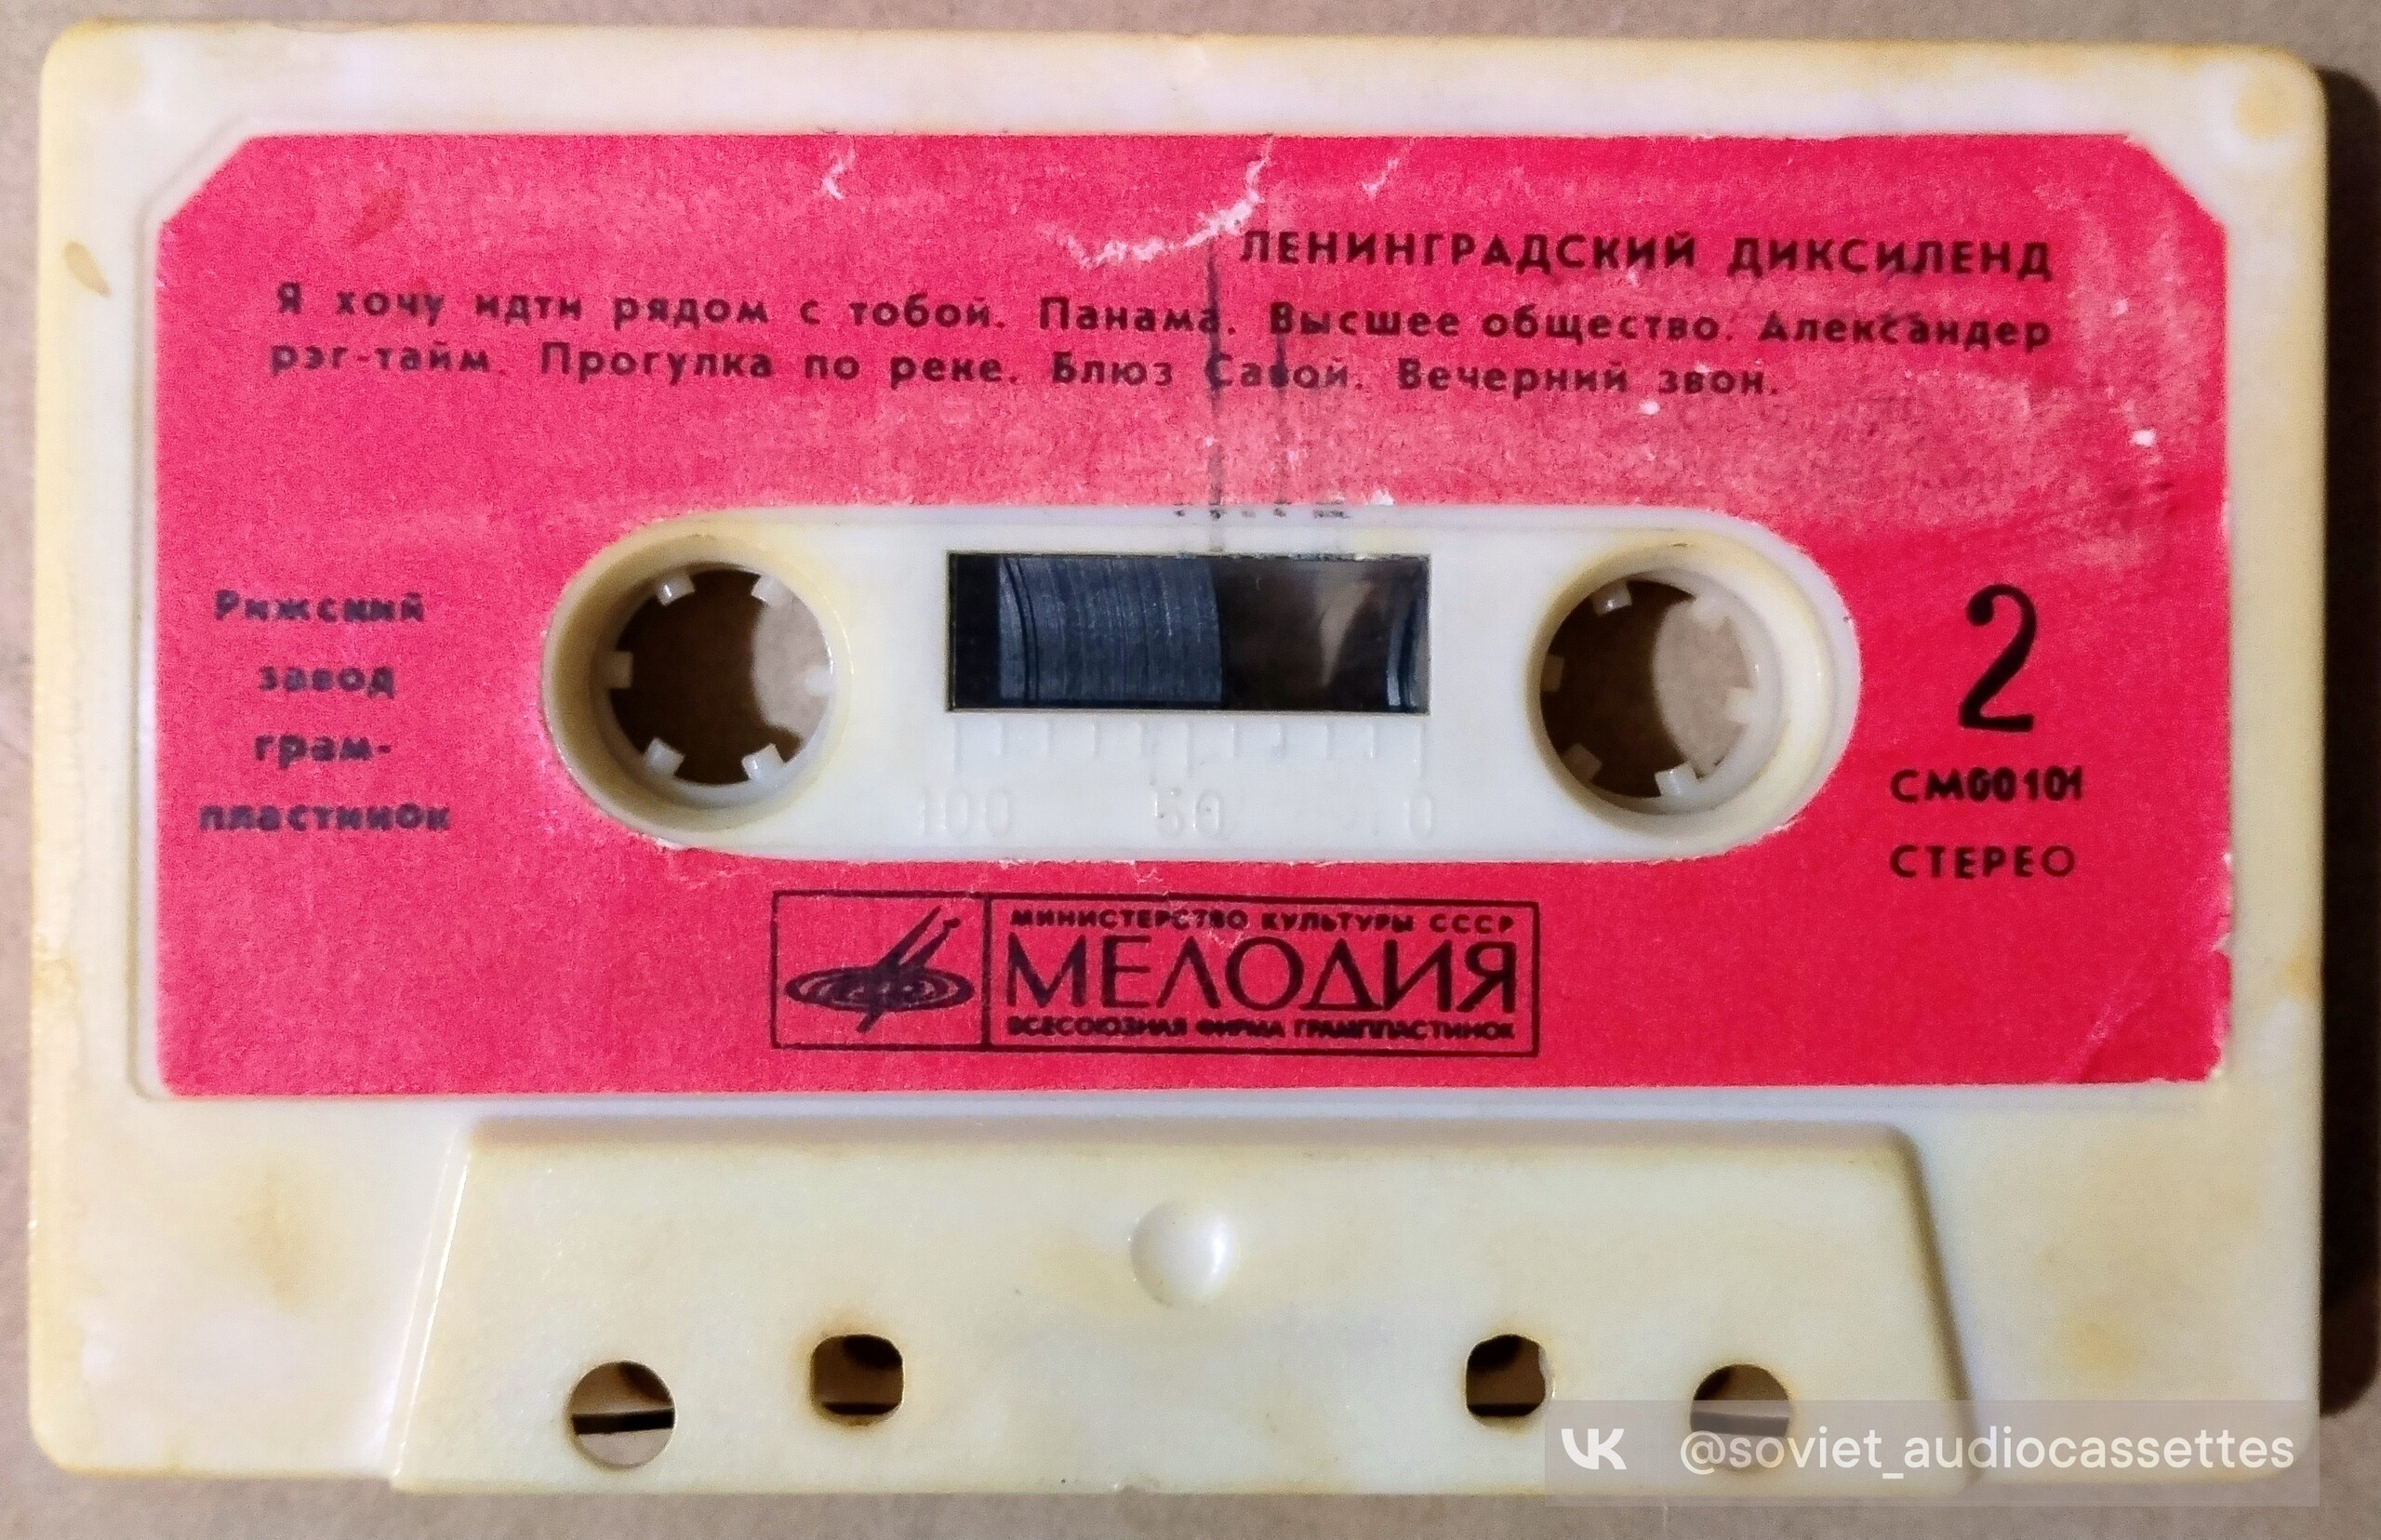 ЛЕНИНГРАДСКИЙ ДИКСИЛЕНД
Я хочу идти рядом с тобой. Панама. Высшее общество. Александер
рэг-тайм. Прогулка по реке. Блюз Савой. Вечерний звон.
Рижский
завод
грам-
пластинок
2
СМ00101
СТЕРЕО
100 50 0
МИНИСТЕРСТВО КУЛЬТУРЫ СССР
МЕЛОДИЯ
ВСЕСОЮЗНАЯ ФИРМА ГРАМПЛАСТИНОК
@soviet_audiocassettes